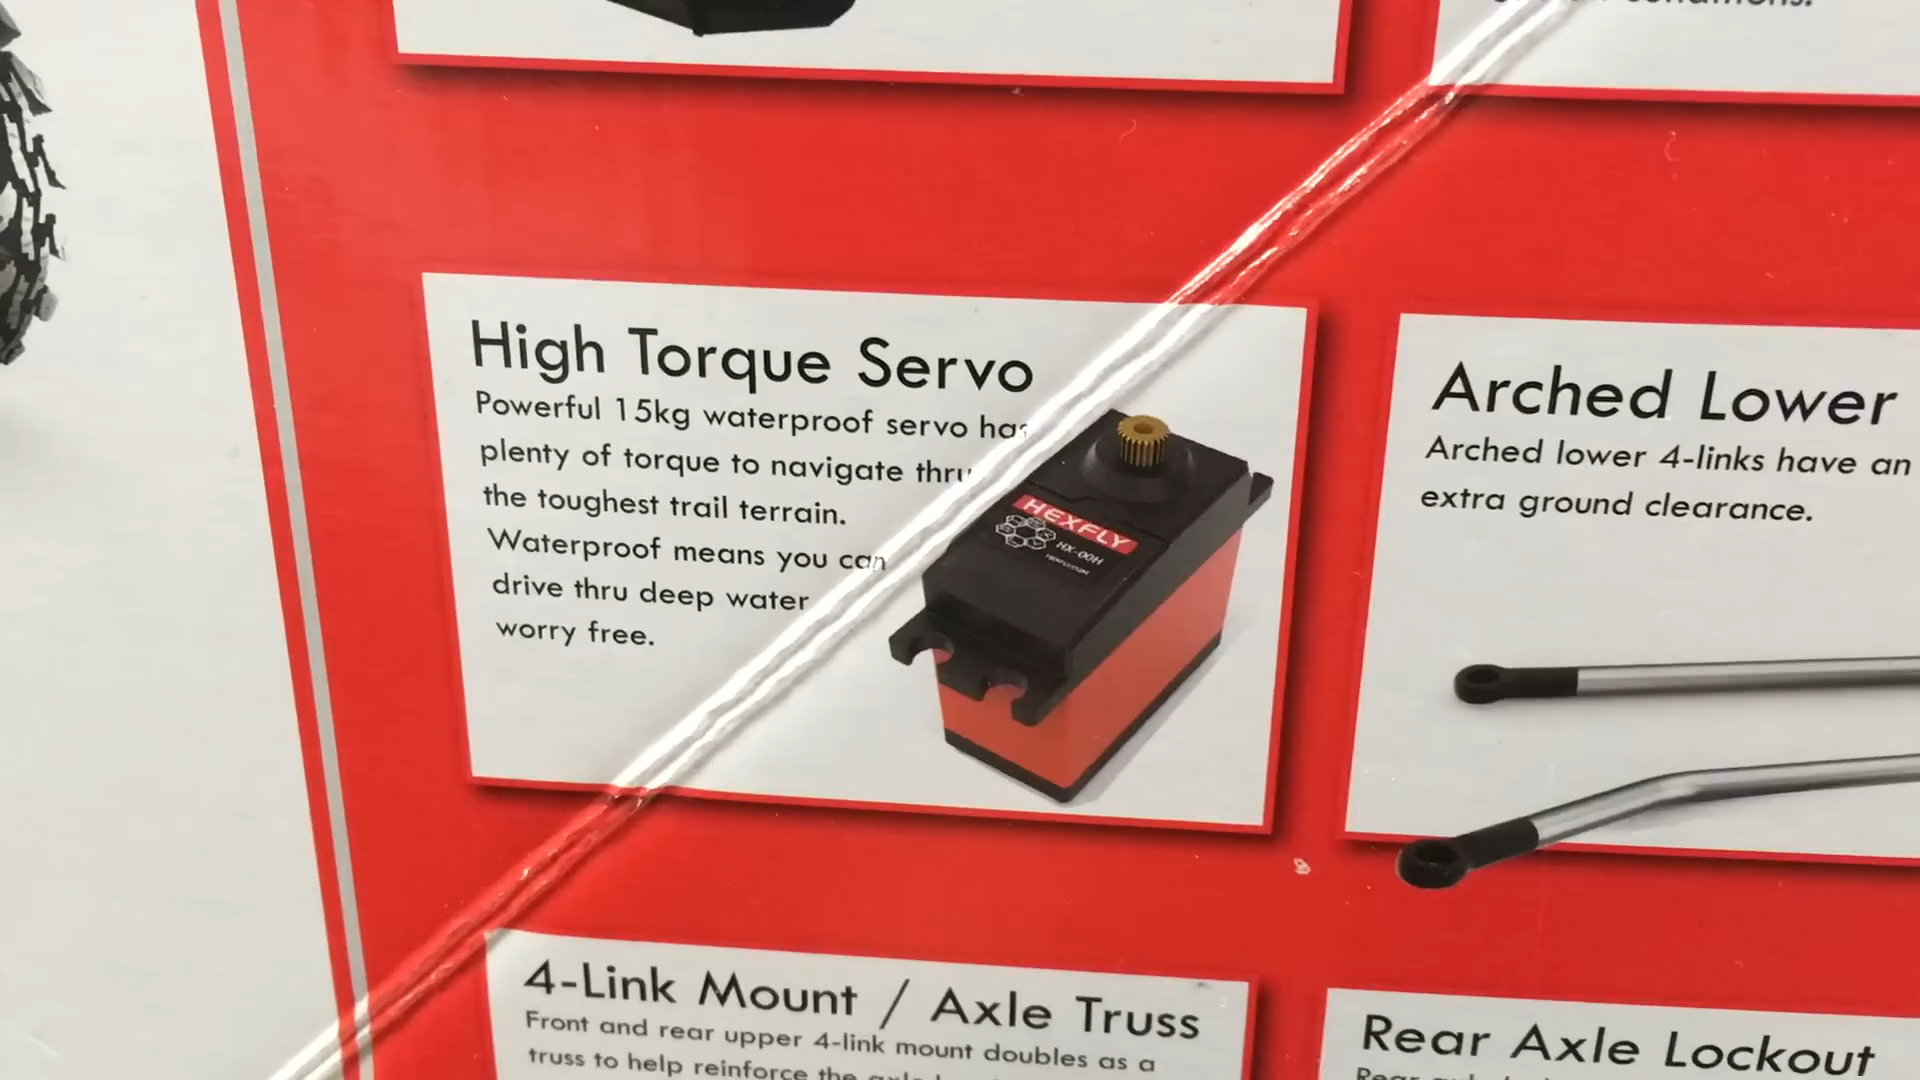 conditions.
High Torque Servo
Powerful 15kg waterproof servo has
plenty of torque to navigate thru
the toughest trail terrain.
Waterproof means you can
drive thru deep water
worry free.
HEXFLY
HX-00H
Arched Lower
Arched lower 4-links have an
extra ground clearance.
4-Link Mount / Axle Truss
Front and rear upper 4-link mount doubles as a
truss to help reinforce the axle
Rear Axle Lockout